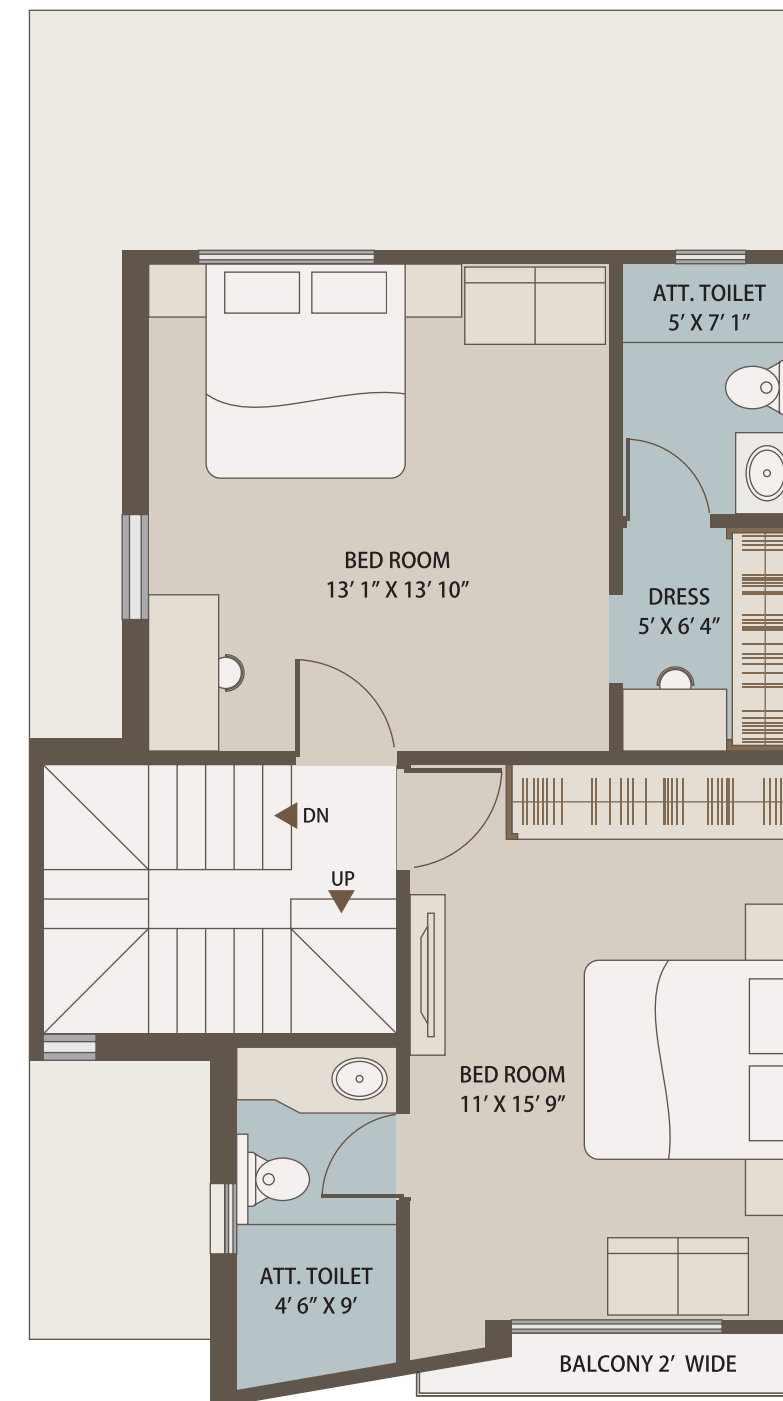 ATT. TOILET
5’ X 7’ 1”
BED ROOM
13’ 1” X 13’ 10”
DRESS
5’ X 6’ 4”
DN
UP
BED ROOM
11’ X 15’ 9”
ATT. TOILET
4’ 6” X 9’
BALCONY 2’ WIDE